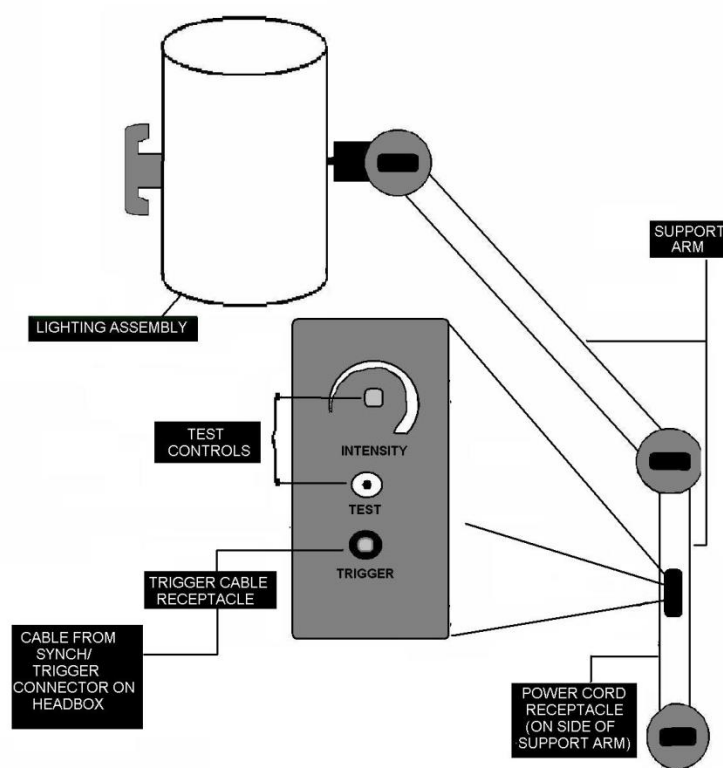 SUPPORT
ARM
LIGHTING ASSEMBLY
TEST
CONTROLS
INTENSITY
TEST
TRIGGER
TRIGGER CABLE
RECEPTACLE
CABLE FROM
SYNCH/
TRIGGER
CONNECTOR ON
HEADBOX
POWER CORD
RECEPTACLE
(ON SIDE OF
SUPPORT ARM)